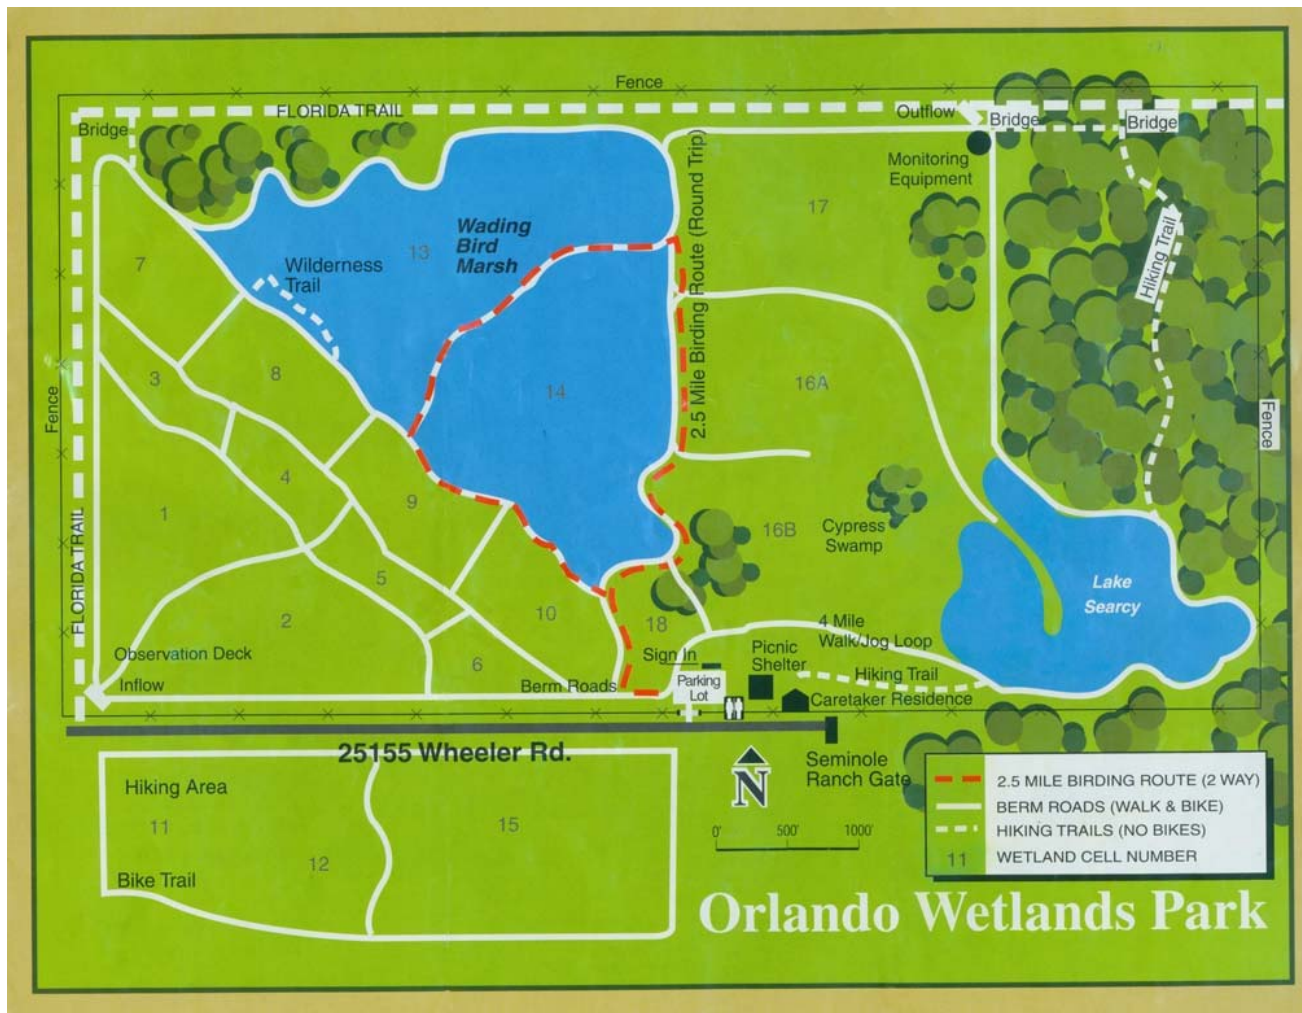 Fence
FLORIDA TRAIL
Outflow
Bridge
Bridge
Bridge
Monitoring
Equipment
17
Wading
Bird
Marsh
13
Wilderness
Trail
7
2.5 Mile Birding Route (Round Trip)
Hiking Trail
3
8
14
16A
Fence
Fence
4
9
1
16B
Cypress
Swamp
FLORIDA TRAIL
5
2
10
18
Lake
Searcy
4 Mile
Walk/Jog Loop
Observation Deck
Inflow
6
Berm Roads
Sign In
Parking
Lot
Picnic
Shelter
Hiking Trail
Caretaker Residence
25155 Wheeler Rd.
Seminole
Ranch Gate
N
0'
500'
1000'
Hiking Area
11
12
15
Bike Trail
2.5 MILE BIRDING ROUTE (2 WAY)
BERM ROADS (WALK & BIKE)
HIKING TRAILS (NO BIKES)
11 WETLAND CELL NUMBER
Orlando Wetlands Park